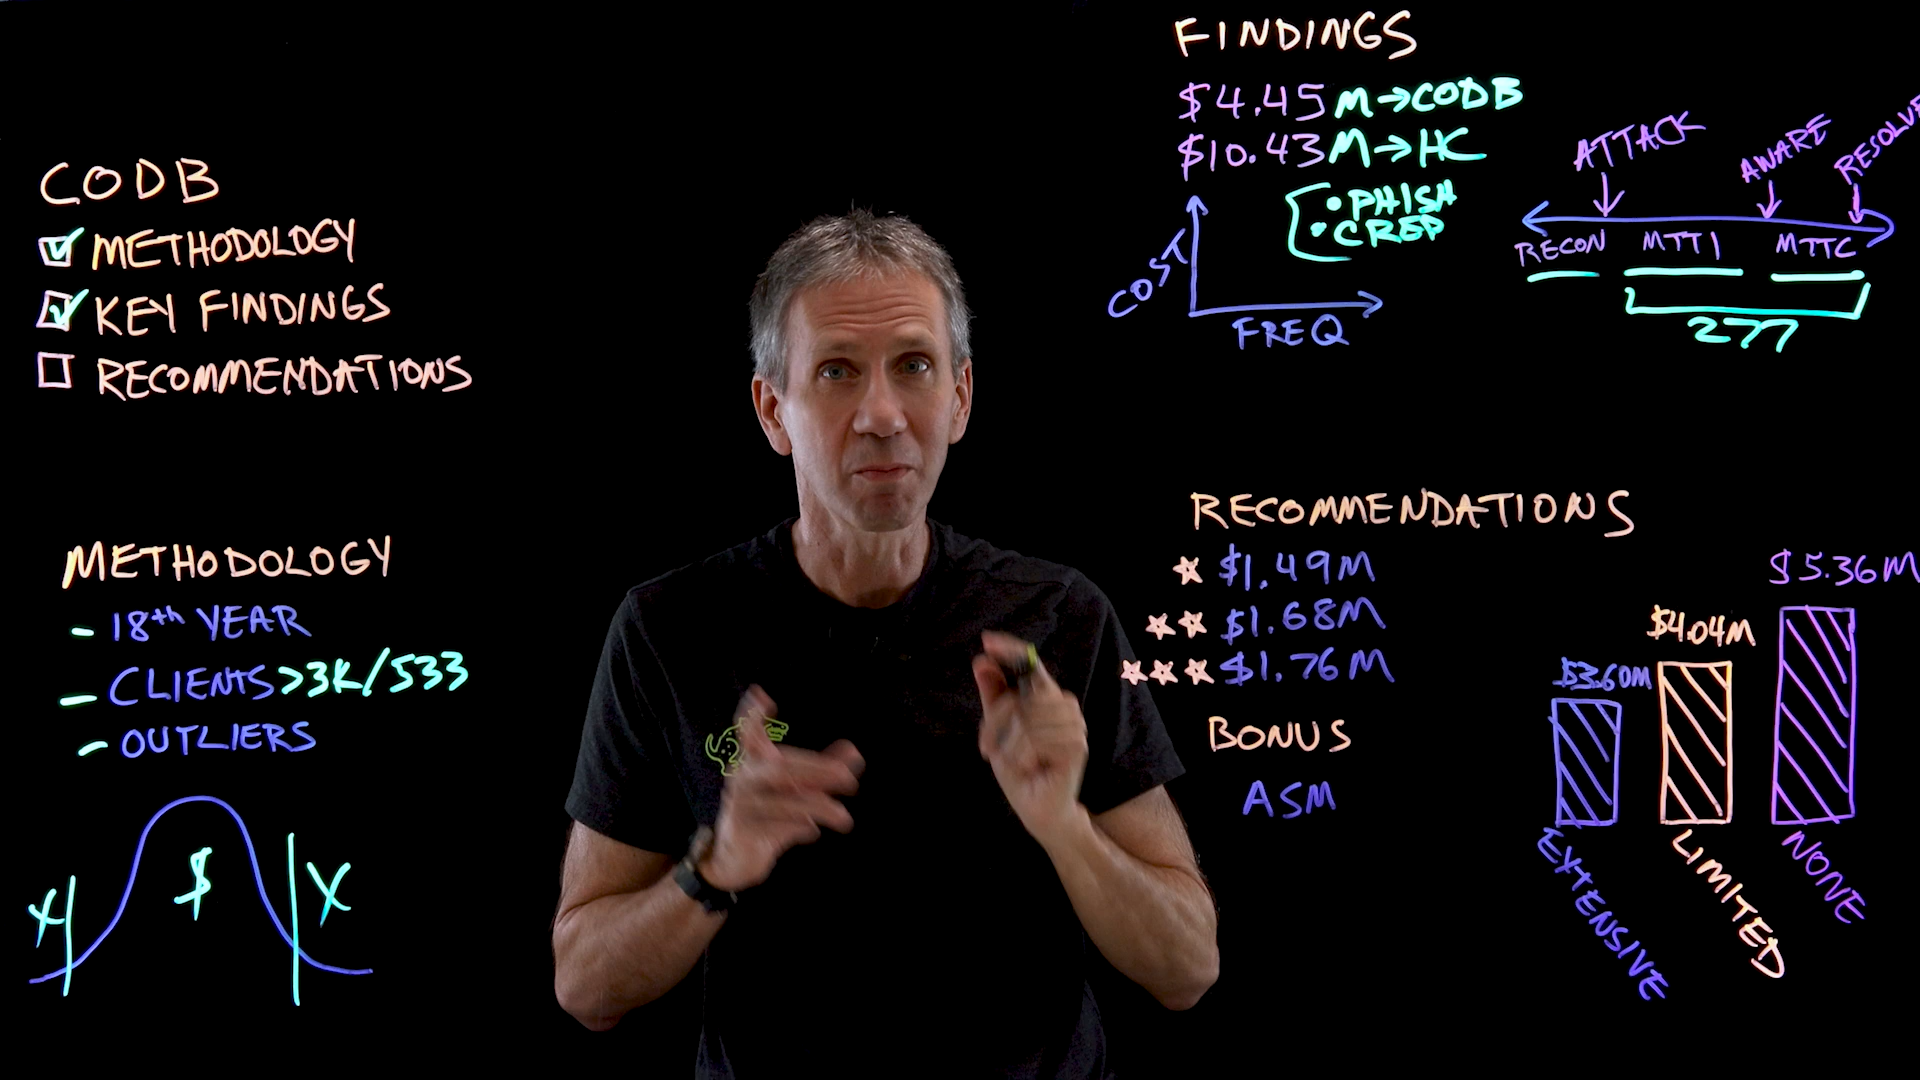 CODB
METHODOLOGY
KEY FINDINGS
RECOMMENDATIONS
METHODOLOGY
- 18th YEAR
- CLIENTS >3K/533
- OUTLIERS
X $ X
FINDINGS
$4.45M→CODB
$10.43M→HC
• PHISH
• CRED
COST
FREQ
ATTACK
AWARE
RESOLVE
RECON
MTTI
MTTC
277
RECOMMENDATIONS
☆ $1.49M
☆☆ $1.68M
☆☆☆ $1.76M
BONUS
ASM
$3.60M
$4.04M
$5.36M
EXTENSIVE
LIMITED
NONE